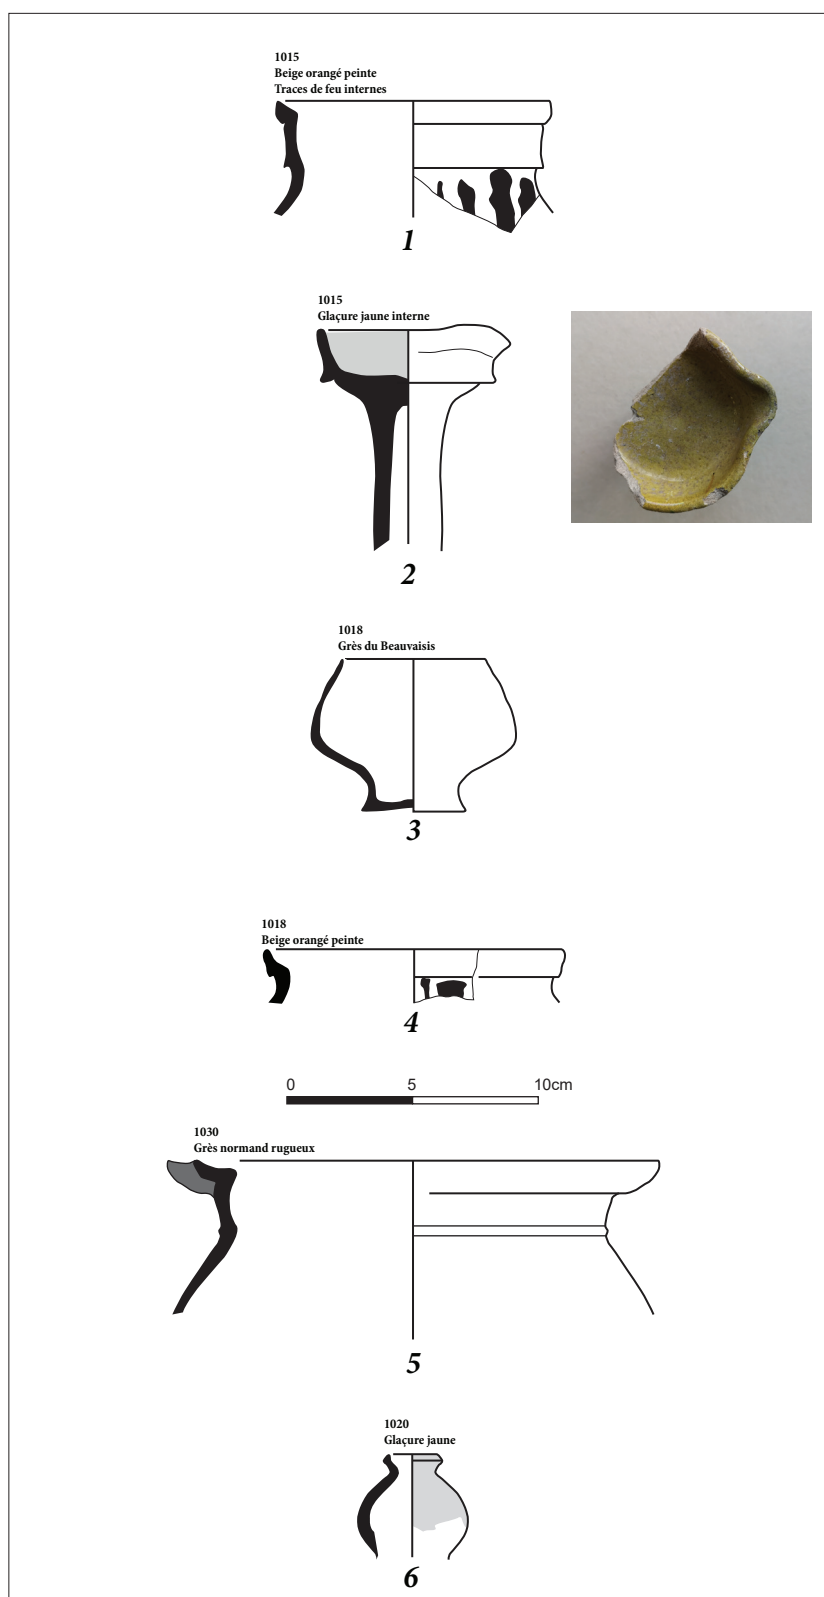 1015
Beige orangé peinte
Traces de feu internes
1
1015
Glaçure jaune interne
2
1018
Grès du Beauvaisis
3
1018
Beige orangé peinte
4
0 5 10cm
1030
Grès normand rugueux
5
1020
Glaçure jaune
6